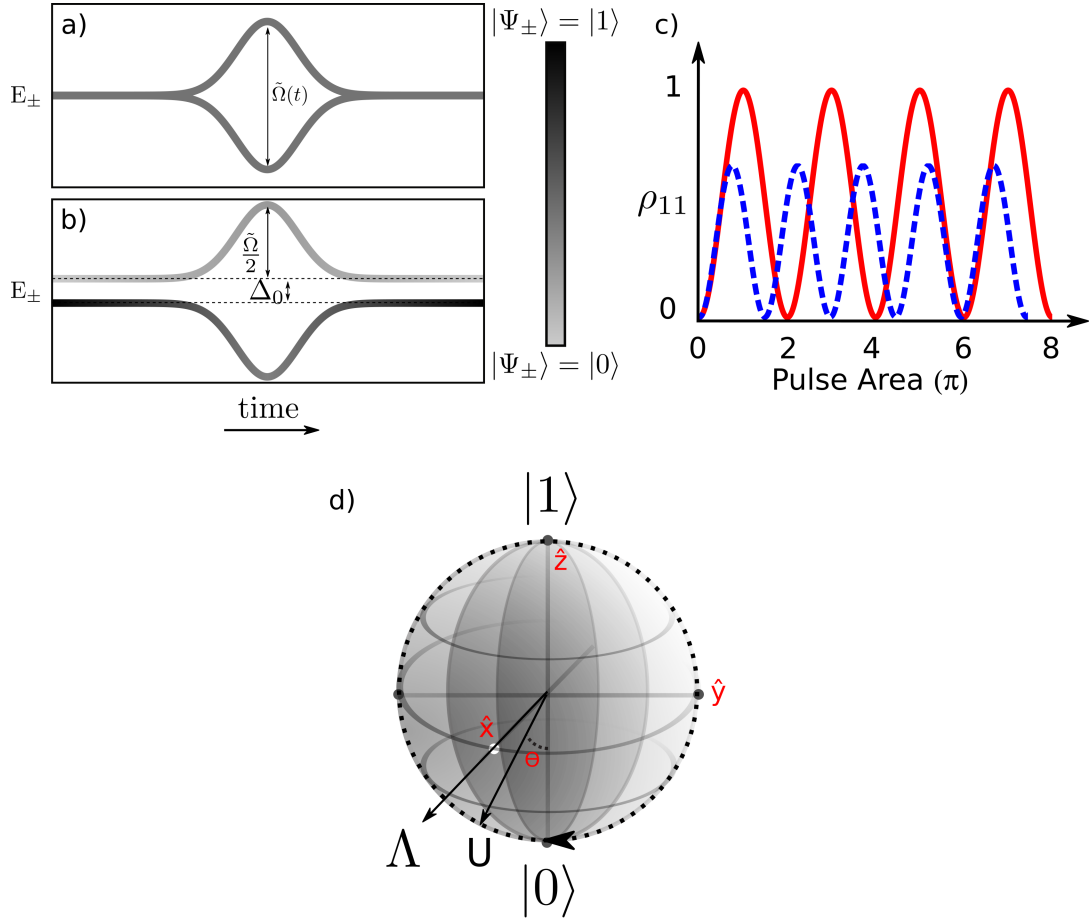 a)
E±
Ω̃(t)
b)
Ω̃
2
Δ₀
E±
time
|Ψ±⟩ = |1⟩
|Ψ±⟩ = |0⟩
c)
1
ρ₁₁
0
0 2 4 6 8
Pulse Area (π)
d)
|1⟩
ẑ
ŷ
x̂
Θ
Λ
U
|0⟩